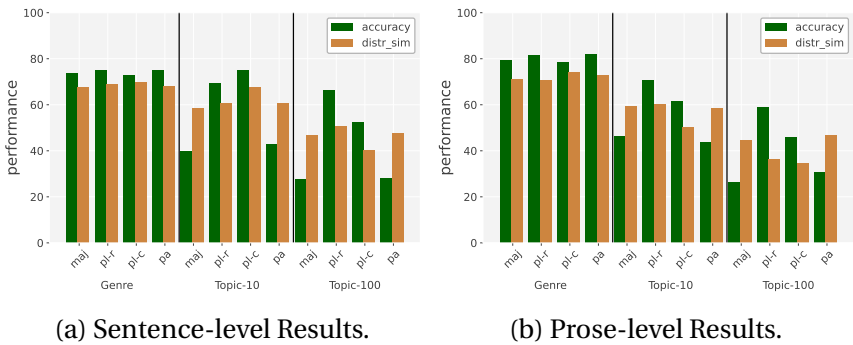 100
80
60
40
20
0
performance
accuracy
distr_sim
maj pl-r pl-c pa maj pl-r pl-c pa maj pl-r pl-c pa
Genre Topic-10 Topic-100
(a) Sentence-level Results.
100
80
60
40
20
0
performance
accuracy
distr_sim
maj pl-r pl-c pa maj pl-r pl-c pa maj pl-r pl-c pa
Genre Topic-10 Topic-100
(b) Prose-level Results.